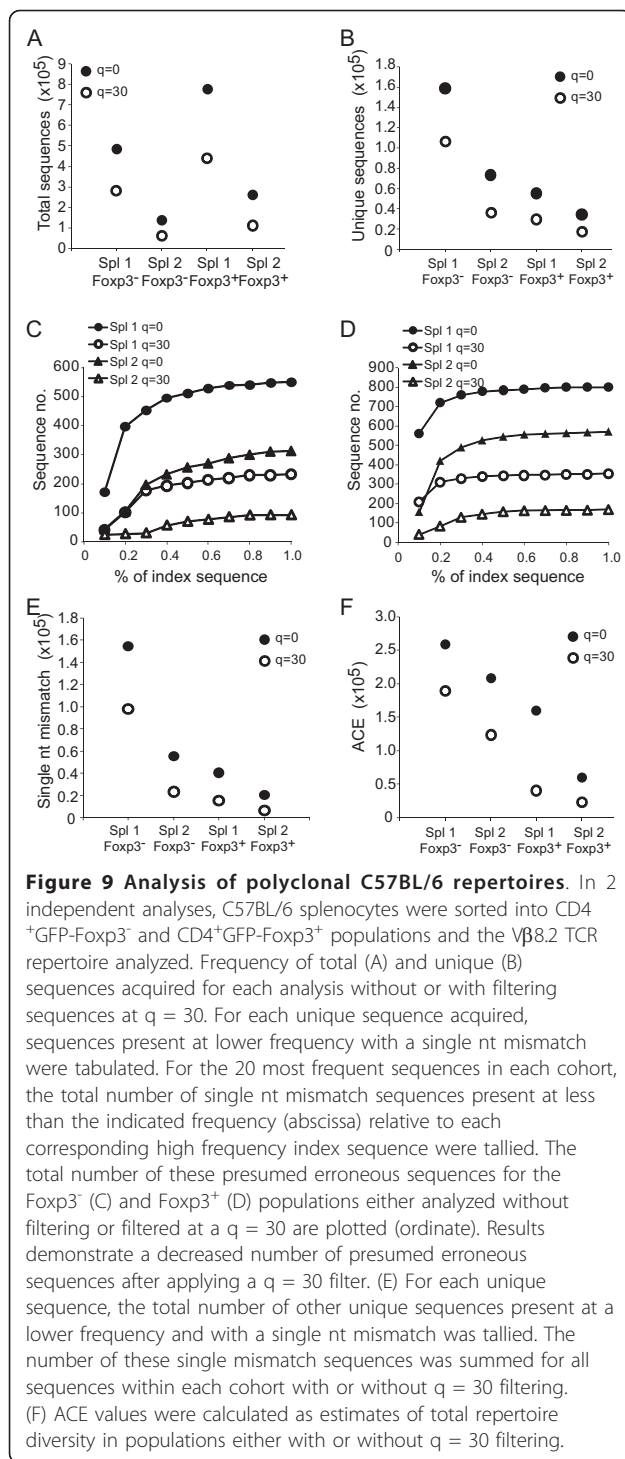 A
B
9
8
7
6
5
4
3
2
1
0
Total sequences (x10⁵)
q=0
q=30
Spl 1 Spl 2 Spl 1 Spl 2
Foxp3⁻ Foxp3⁻ Foxp3⁺ Foxp3⁺
1.8
1.6
1.4
1.2
1.0
0.8
0.6
0.4
0.2
0
Unique sequences (x10⁵)
q=0
q=30
Spl 1 Spl 2 Spl 1 Spl 2
Foxp3⁻ Foxp3⁻ Foxp3⁺ Foxp3⁺
C
Spl 1 q=0
Spl 1 q=30
Spl 2 q=0
Spl 2 q=30
600
500
400
300
200
100
0
Sequence no.
0 0.2 0.4 0.6 0.8 1.0
% of index sequence
D
Spl 1 q=0
Spl 1 q=30
Spl 2 q=0
Spl 2 q=30
900
800
700
600
500
400
300
200
100
0
Sequence no.
0 0.2 0.4 0.6 0.8 1.0
% of index sequence
E
1.8
1.6
1.4
1.2
1.0
0.8
0.6
0.4
0.2
0
Single nt mismatch (x10⁵)
q=0
q=30
Spl 1 Spl 2 Spl 1 Spl 2
Foxp3⁻ Foxp3⁻ Foxp3⁺ Foxp3⁺
F
3.0
2.5
2.0
1.5
1.0
0.5
0
ACE (x10⁵)
q=0
q=30
Spl 1 Spl 2 Spl 1 Spl 2
Foxp3⁻ Foxp3⁻ Foxp3⁺ Foxp3⁺
Figure 9 Analysis of polyclonal C57BL/6 repertoires. In 2
independent analyses, C57BL/6 splenocytes were sorted into CD4
⁺GFP-Foxp3⁻ and CD4⁺GFP-Foxp3⁺ populations and the Vβ8.2 TCR
repertoire analyzed. Frequency of total (A) and unique (B)
sequences acquired for each analysis without or with filtering
sequences at q = 30. For each unique sequence acquired,
sequences present at lower frequency with a single nt mismatch
were tabulated. For the 20 most frequent sequences in each cohort,
the total number of single nt mismatch sequences present at less
than the indicated frequency (abscissa) relative to each
corresponding high frequency index sequence were tallied. The
total number of these presumed erroneous sequences for the
Foxp3⁻ (C) and Foxp3⁺ (D) populations either analyzed without
filtering or filtered at a q = 30 are plotted (ordinate). Results
demonstrate a decreased number of presumed erroneous
sequences after applying a q = 30 filter. (E) For each unique
sequence, the total number of other unique sequences present at a
lower frequency and with a single nt mismatch was tallied. The
number of these single mismatch sequences was summed for all
sequences within each cohort with or without q = 30 filtering.
(F) ACE values were calculated as estimates of total repertoire
diversity in populations either with or without q = 30 filtering.